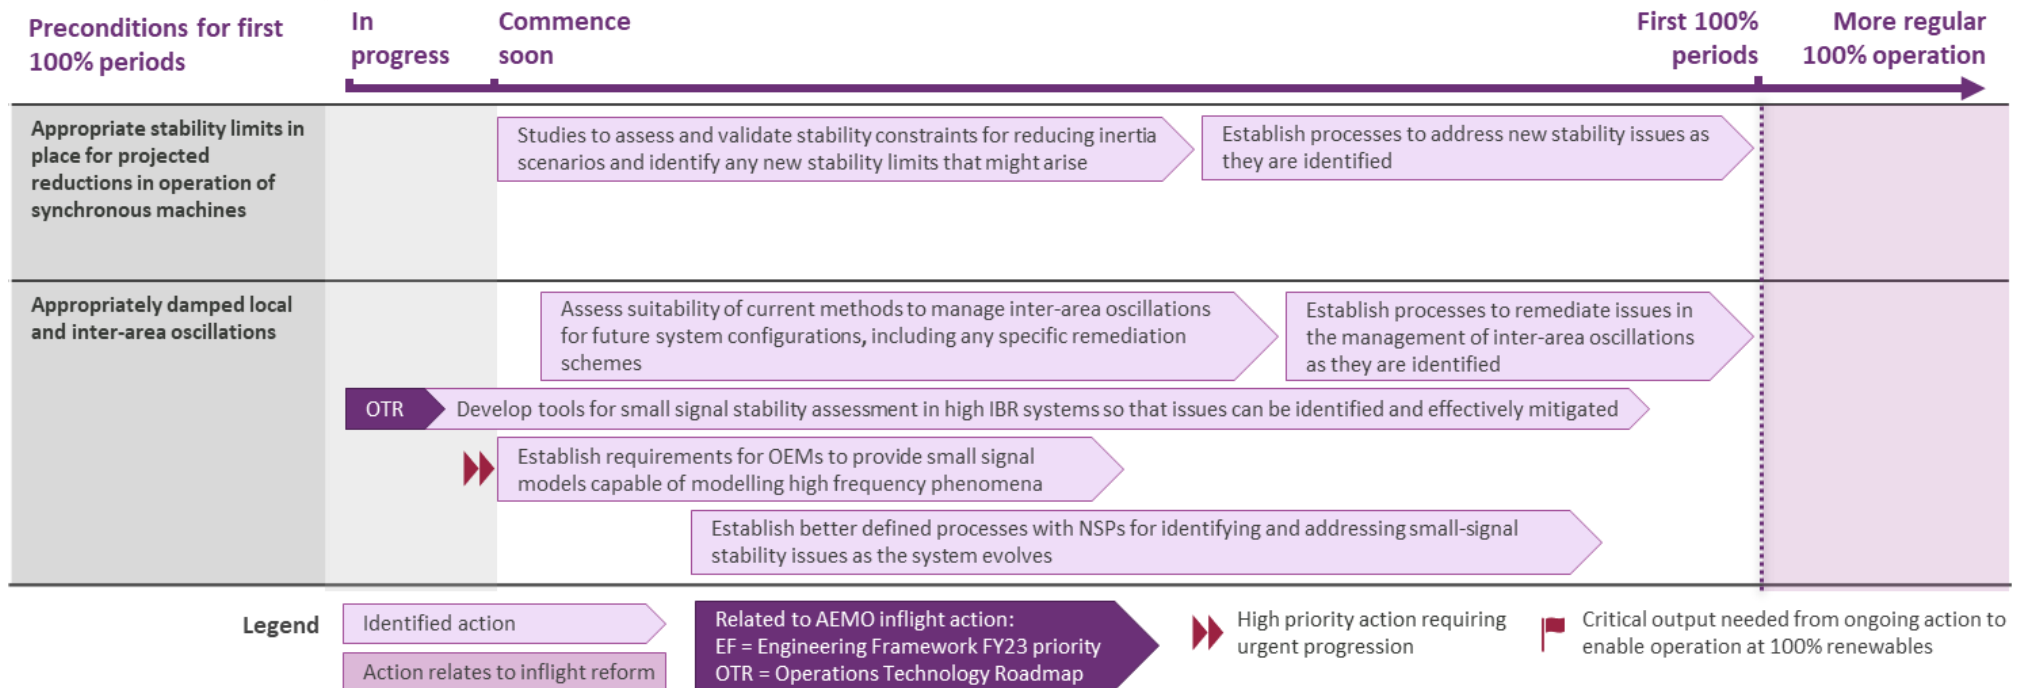 Preconditions for first
100% periods
In
progress
Commence
soon
First 100%
periods
More regular
100% operation
Appropriate stability limits in
place for projected
reductions in operation of
synchronous machines
Studies to assess and validate stability constraints for reducing inertia
scenarios and identify any new stability limits that might arise
Establish processes to address new stability issues as
they are identified
Appropriately damped local
and inter-area oscillations
Assess suitability of current methods to manage inter-area oscillations
for future system configurations, including any specific remediation
schemes
Establish processes to remediate issues in
the management of inter-area oscillations
as they are identified
OTR
Develop tools for small signal stability assessment in high IBR systems so that issues can be identified and effectively mitigated
Establish requirements for OEMs to provide small signal
models capable of modelling high frequency phenomena
Establish better defined processes with NSPs for identifying and addressing small-signal
stability issues as the system evolves
Legend
Identified action
Action relates to inflight reform
Related to AEMO inflight action:
EF = Engineering Framework FY23 priority
OTR = Operations Technology Roadmap
High priority action requiring
urgent progression
Critical output needed from ongoing action to
enable operation at 100% renewables